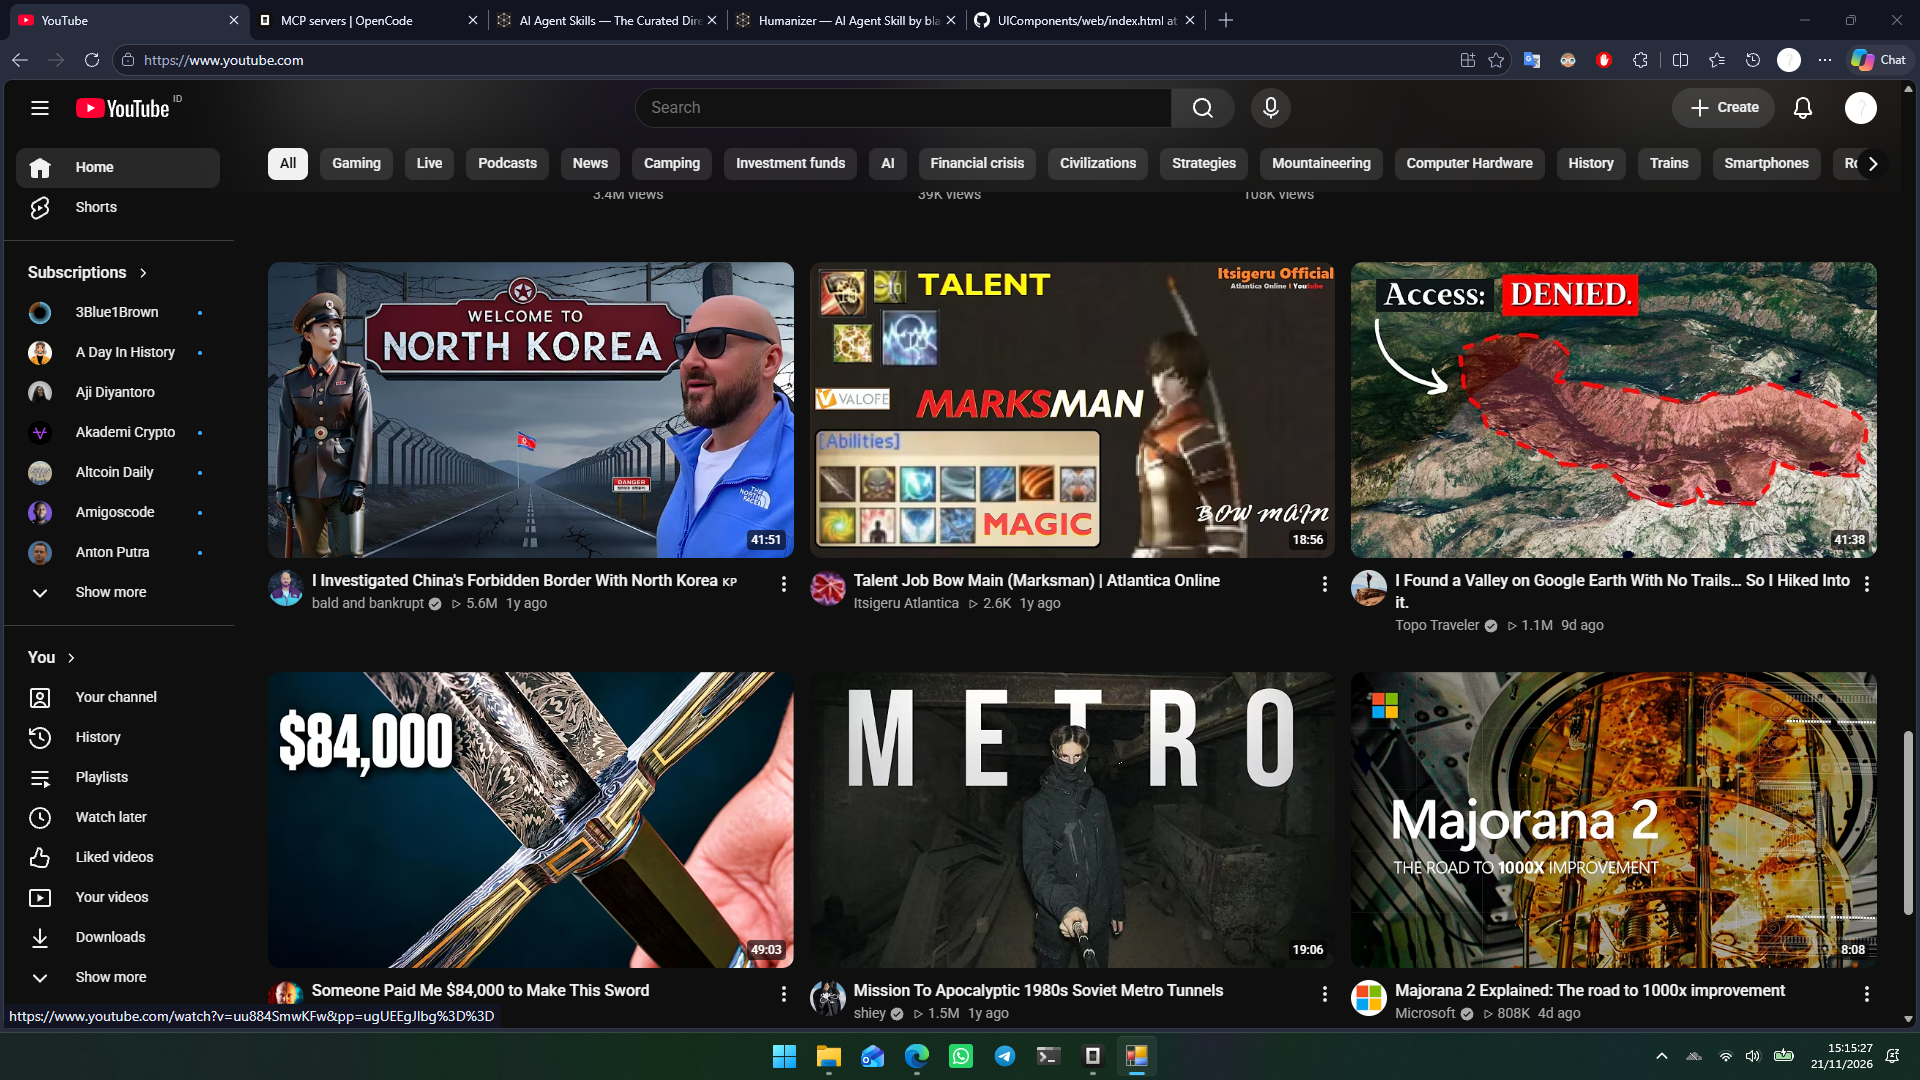 YouTube
MCP servers | OpenCode
AI Agent Skills — The Curated Dire
Humanizer — AI Agent Skill by bla
UIComponents/web/index.html at
https://www.youtube.com
Chat
YouTube ID
Search
Create
Home
Shorts
Subscriptions
3Blue1Brown
A Day In History
Aji Diyantoro
Akademi Crypto
Altcoin Daily
Amigoscode
Anton Putra
Show more
You
Your channel
History
Playlists
Watch later
Liked videos
Your videos
Downloads
Show more
All
Gaming
Live
Podcasts
News
Camping
Investment funds
AI
Financial crisis
Civilizations
Strategies
Mountaineering
Computer Hardware
History
Trains
Smartphones
3.4M views
39K views
108K views
WELCOME TO
NORTH KOREA
DANGER
THE NORTH FACE
41:51
I Investigated China's Forbidden Border With North Korea KP
bald and bankrupt 5.6M 1y ago
TALENT
Itsigeru Official
Atlantica Online I Youtube
VALOFE
MARKSMAN
[Abilities]
MAGIC
BOW MAIN
18:56
Talent Job Bow Main (Marksman) | Atlantica Online
Itsigeru Atlantica 2.6K 1y ago
Access: DENIED.
41:38
I Found a Valley on Google Earth With No Trails... So I Hiked Into
it.
Topo Traveler 1.1M 9d ago
$84,000
49:03
Someone Paid Me $84,000 to Make This Sword
METRO
19:06
Mission To Apocalyptic 1980s Soviet Metro Tunnels
shiey 1.5M 1y ago
Majorana 2
THE ROAD TO 1000X IMPROVEMENT
8:08
Majorana 2 Explained: The road to 1000x improvement
Microsoft 808K 4d ago
https://www.youtube.com/watch?v=uu884SmwKFw&pp=ugUEEgJlbg%3D%3D
15:15:27
21/11/2026